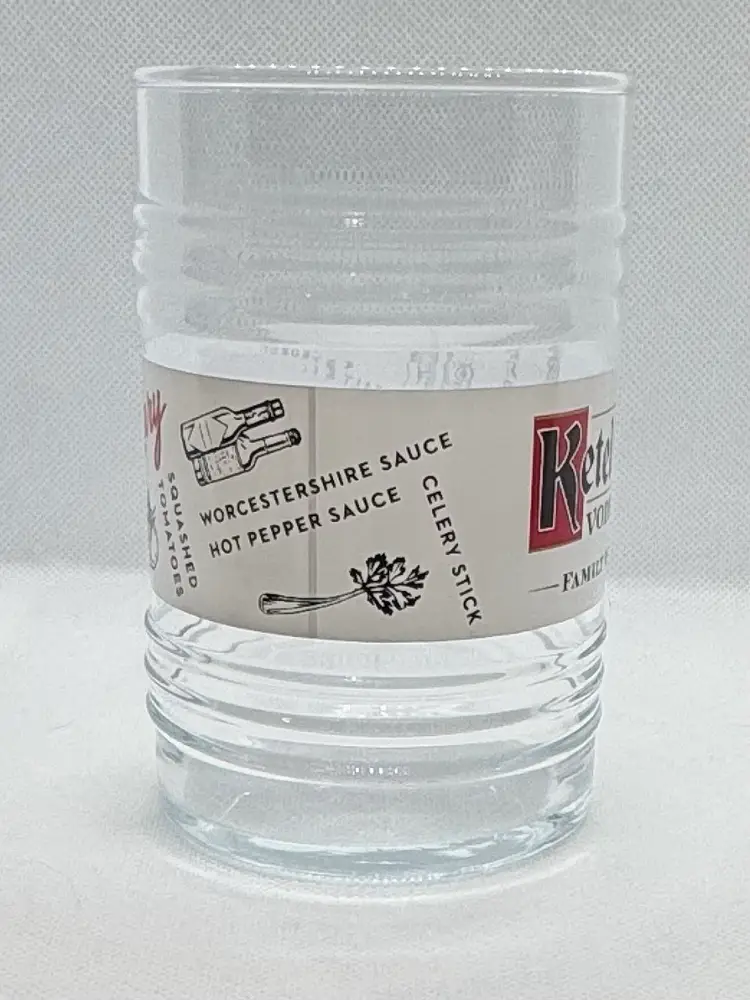 SQUASHED
TOMATOES
WORCESTERSHIRE SAUCE
HOT PEPPER SAUCE
CELERY STICK
Ketel